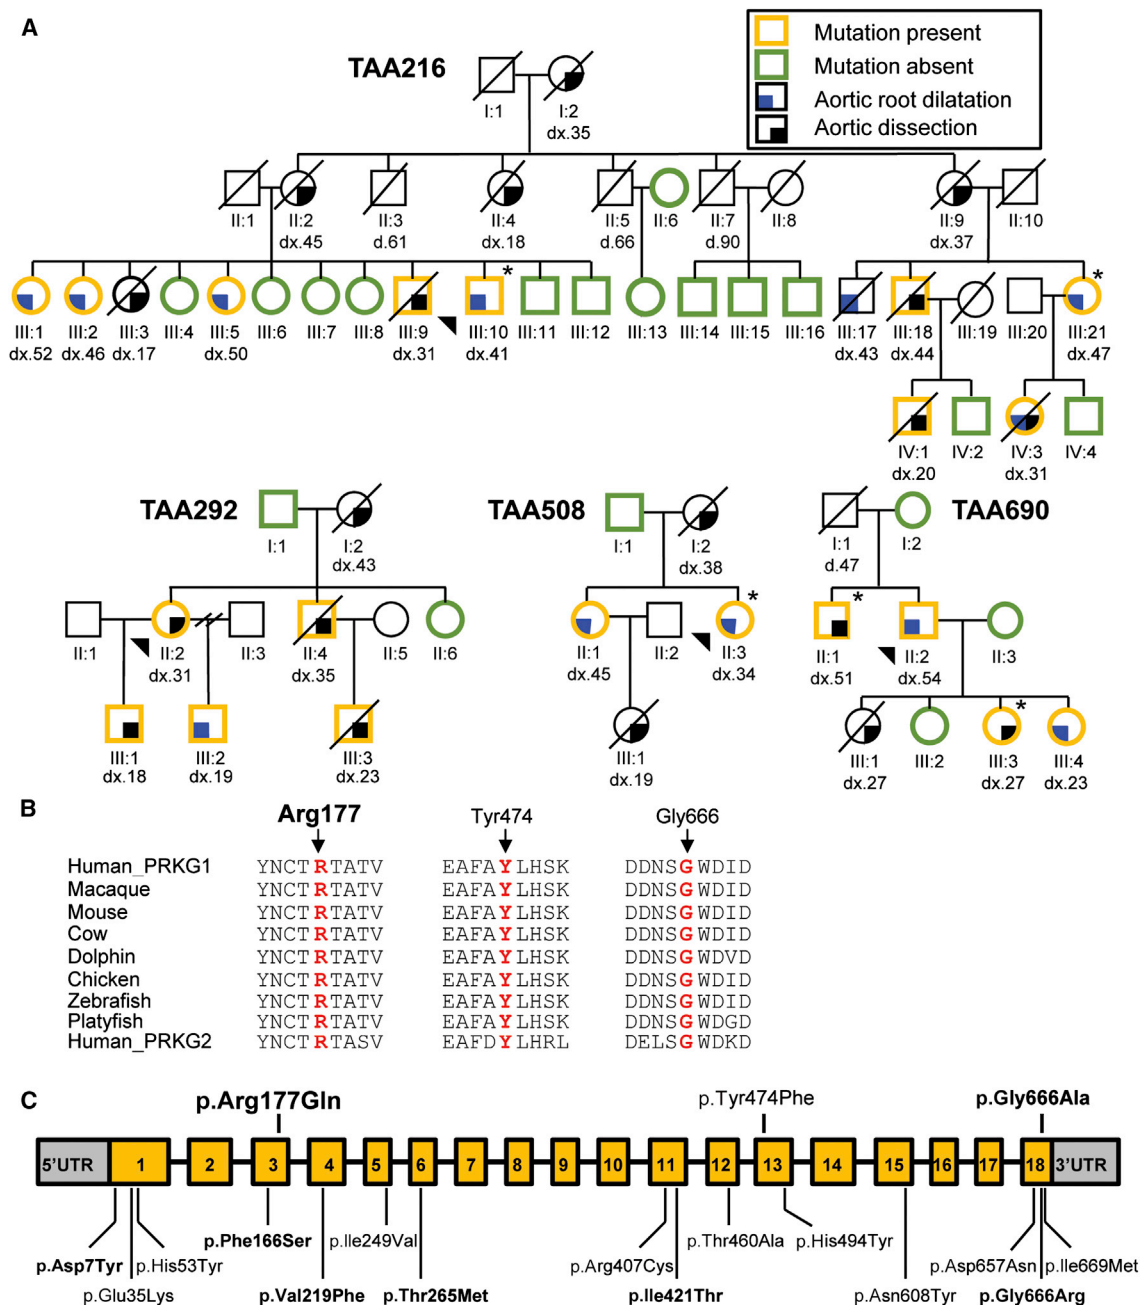 A
TAA216
Mutation present
Mutation absent
Aortic root dilatation
Aortic dissection
I:1 I:2
dx.35
II:1 II:2 II:3 II:4 II:5 II:6 II:7 II:8 II:9 II:10
dx.45 d.61 dx.18 d.66 d.90 dx.37
* *
III:1 III:2 III:3 III:4 III:5 III:6 III:7 III:8 III:9 III:10 III:11 III:12 III:13 III:14 III:15 III:16 III:17 III:18 III:19 III:20 III:21
dx.52 dx.46 dx.17 dx.50 dx.31 dx.41 dx.43 dx.44 dx.47
IV:1 IV:2 IV:3 IV:4
dx.20 dx.31
TAA292
I:1 I:2
dx.43
II:1 II:2 II:3 II:4 II:5 II:6
dx.31 dx.35
III:1 III:2 III:3
dx.18 dx.19 dx.23
TAA508
I:1 I:2
dx.38
*
II:1 II:2 II:3
dx.45 dx.34
III:1
dx.19
TAA690
I:1 I:2
d.47
*
II:1 II:2 II:3
dx.51 dx.54
*
III:1 III:2 III:3 III:4
dx.27 dx.27 dx.23
B
Arg177 Tyr474 Gly666
Human_PRKG1 YNCTRTATV EAFAYLHSK DDNSGWDID
Macaque YNCTRTATV EAFAYLHSK DDNSGWDID
Mouse YNCTRTATV EAFAYLHSK DDNSGWDID
Cow YNCTRTATV EAFAYLHSK DDNSGWDID
Dolphin YNCTRTATV EAFAYLHSK DDNSGWDVD
Chicken YNCTRTATV EAFAYLHSK DDNSGWDID
Zebrafish YNCTRTATV EAFAYLHSK DDNSGWDID
Platyfish YNCTRTATV EAFAYLHSK DDNSGWDGD
Human_PRKG2 YNCTRTASV EAFDYLHRL DELSGWDKD
C
p.Arg177Gln p.Tyr474Phe p.Gly666Ala
5'UTR 1 2 3 4 5 6 7 8 9 10 11 12 13 14 15 16 17 18 3'UTR
p.Phe166Ser p.Ile249Val p.Thr460Ala p.His494Tyr
p.Asp7Tyr p.His53Tyr p.Arg407Cys p.Asp657Asn p.Ile669Met
p.Glu35Lys p.Val219Phe p.Thr265Met p.Ile421Thr p.Asn608Tyr p.Gly666Arg